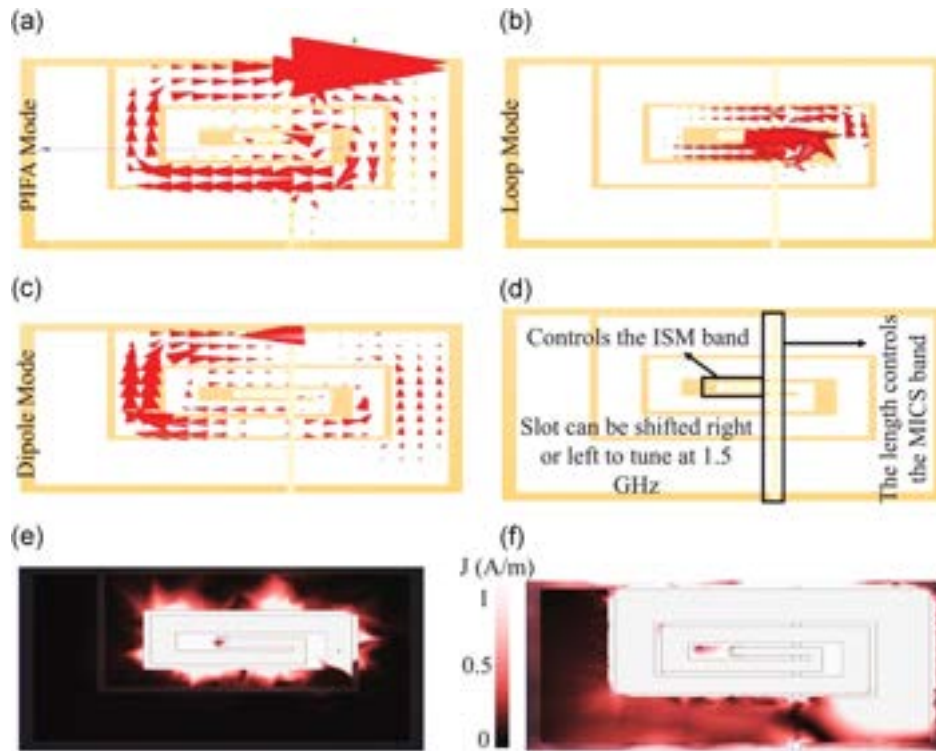 (a)
PIFA Mode
(b)
Loop Mode
(c)
Dipole Mode
(d)
Controls the ISM band
Slot can be shifted right
or left to tune at 1.5
GHz
The length controls
the MICS band
(e)
J (A/m)
1
0.5
0
(f)